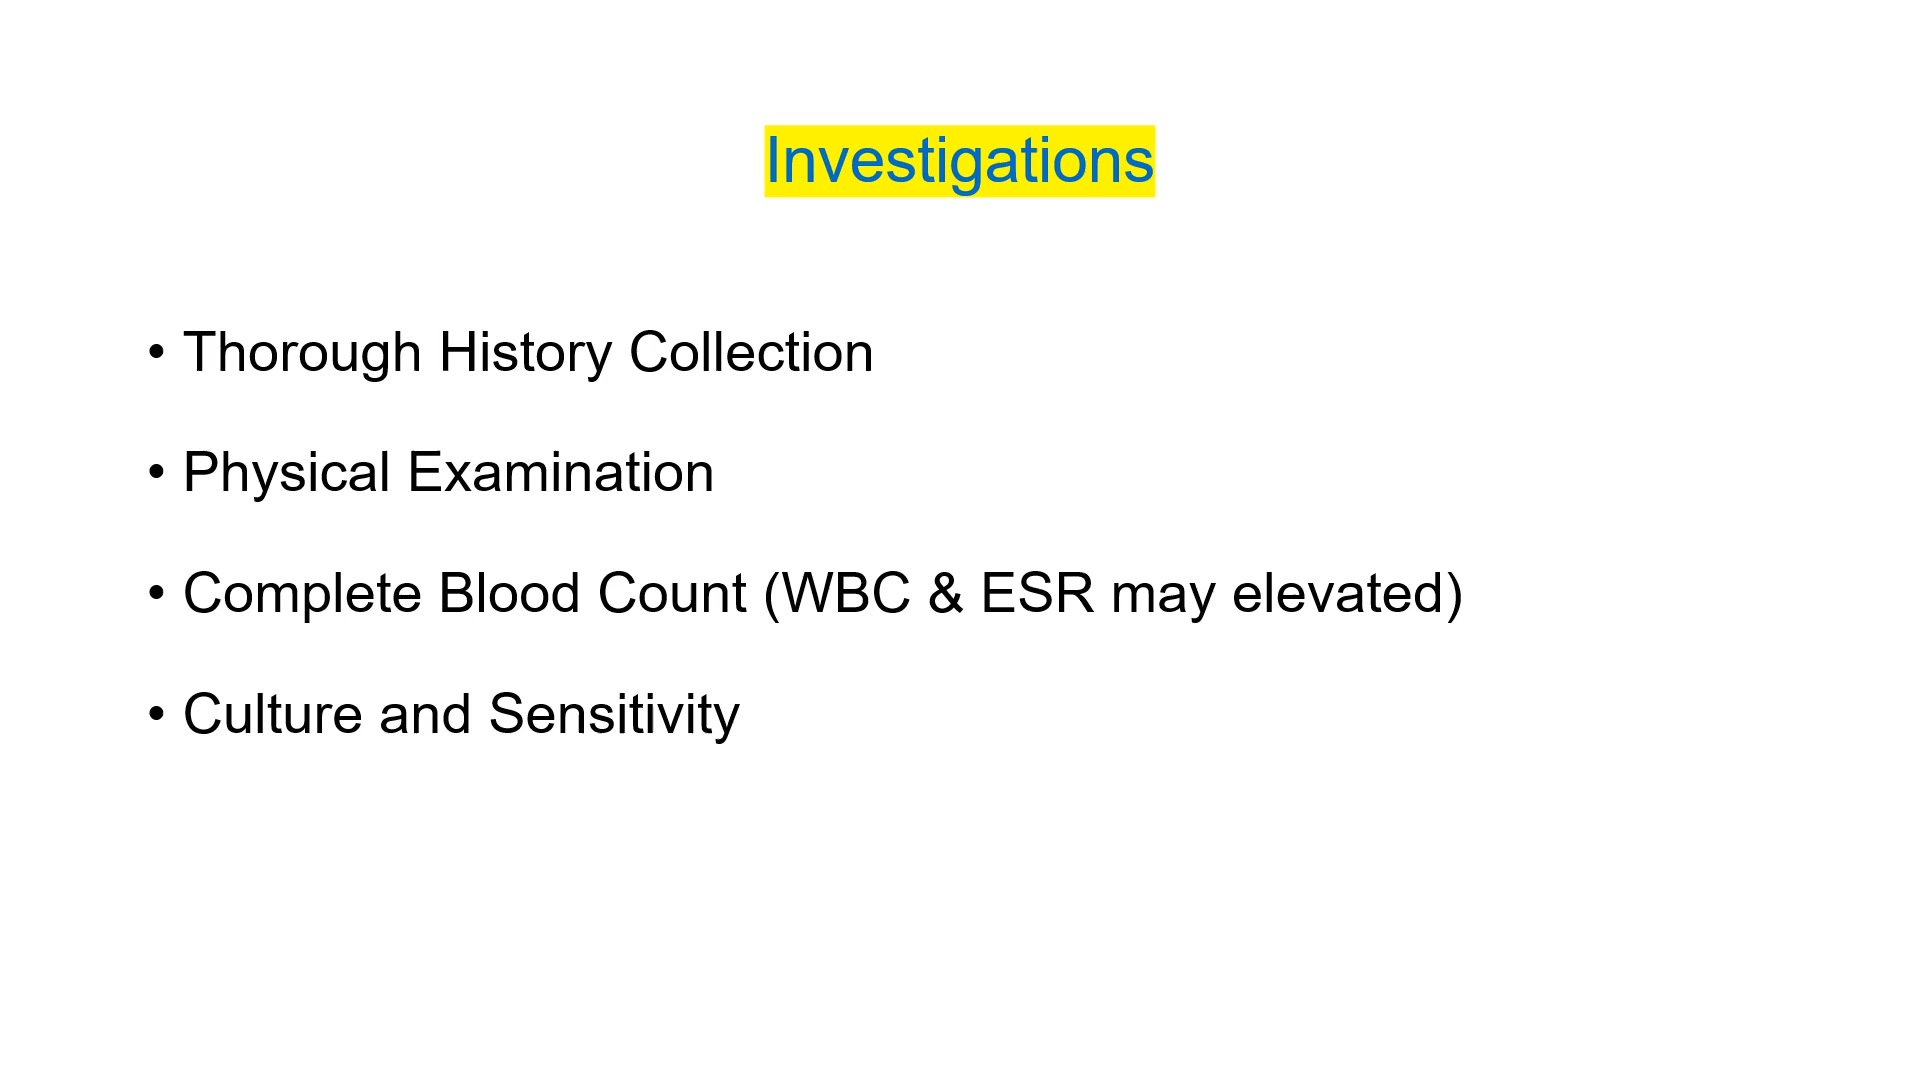 Investigations
• Thorough History Collection
• Physical Examination
• Complete Blood Count (WBC & ESR may elevated)
• Culture and Sensitivity